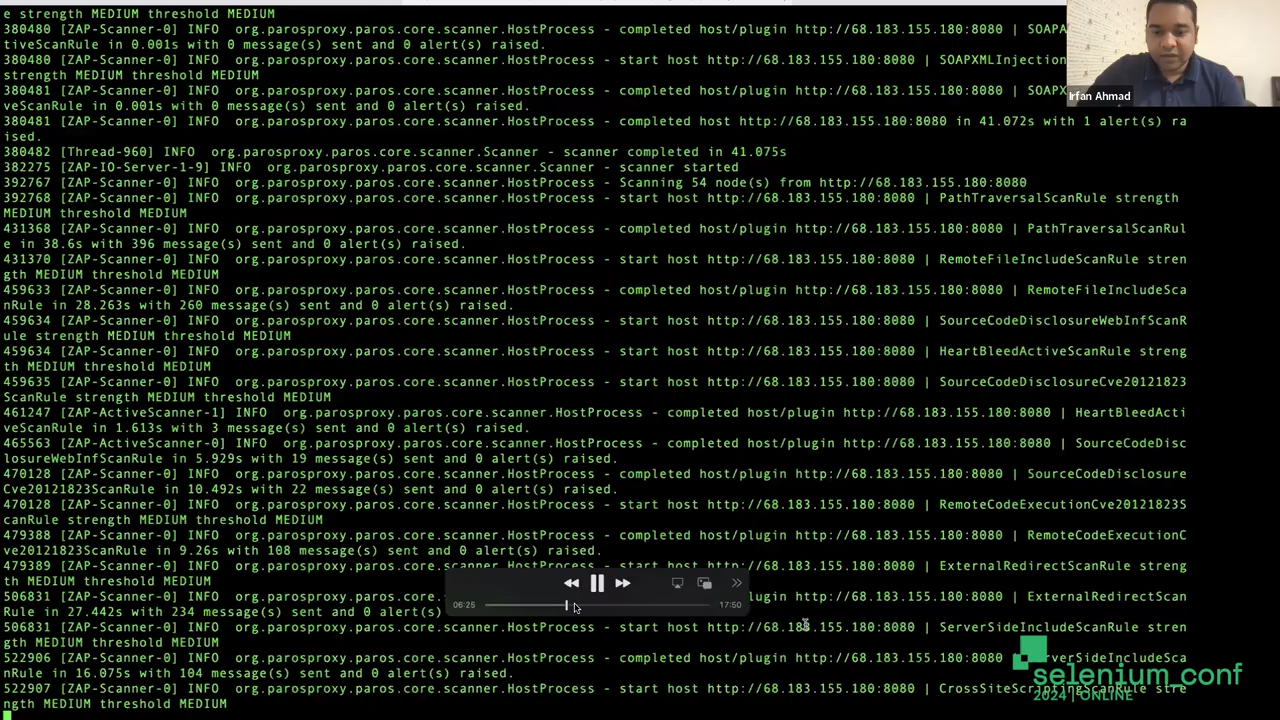 e strength MEDIUM threshold MEDIUM
380480 [ZAP-Scanner-0] INFO org.parosproxy.paros.core.scanner.HostProcess - completed host/plugin http://68.183.155.180:8080 | SOAPA
tiveScanRule in 0.001s with 0 message(s) sent and 0 alert(s) raised.
380480 [ZAP-Scanner-0] INFO org.parosproxy.paros.core.scanner.HostProcess - start host http://68.183.155.180:8080 | SOAPXMLInjection
strength MEDIUM threshold MEDIUM
380481 [ZAP-Scanner-0] INFO org.parosproxy.paros.core.scanner.HostProcess - completed host/plugin http://68.183.155.180:8080 | SOAPX
veScanRule in 0.001s with 0 message(s) sent and 0 alert(s) raised.
Irfan Ahmad
380481 [ZAP-Scanner-0] INFO org.parosproxy.paros.core.scanner.HostProcess - completed host http://68.183.155.180:8080 in 41.072s with 1 alert(s) ra
ised.
380482 [Thread-960] INFO org.parosproxy.paros.core.scanner.Scanner - scanner completed in 41.075s
382275 [ZAP-IO-Server-1-9] INFO org.parosproxy.paros.core.scanner.Scanner - scanner started
392767 [ZAP-Scanner-0] INFO org.parosproxy.paros.core.scanner.HostProcess - Scanning 54 node(s) from http://68.183.155.180:8080
392768 [ZAP-Scanner-0] INFO org.parosproxy.paros.core.scanner.HostProcess - start host http://68.183.155.180:8080 | PathTraversalScanRule strength
MEDIUM threshold MEDIUM
431368 [ZAP-Scanner-0] INFO org.parosproxy.paros.core.scanner.HostProcess - completed host/plugin http://68.183.155.180:8080 | PathTraversalScanRul
e in 38.6s with 396 message(s) sent and 0 alert(s) raised.
431370 [ZAP-Scanner-0] INFO org.parosproxy.paros.core.scanner.HostProcess - start host http://68.183.155.180:8080 | RemoteFileIncludeScanRule stren
gth MEDIUM threshold MEDIUM
459633 [ZAP-Scanner-0] INFO org.parosproxy.paros.core.scanner.HostProcess - completed host/plugin http://68.183.155.180:8080 | RemoteFileIncludeSca
nRule in 28.263s with 260 message(s) sent and 0 alert(s) raised.
459634 [ZAP-Scanner-0] INFO org.parosproxy.paros.core.scanner.HostProcess - start host http://68.183.155.180:8080 | SourceCodeDisclosureWebInfScanR
ule strength MEDIUM threshold MEDIUM
459634 [ZAP-Scanner-0] INFO org.parosproxy.paros.core.scanner.HostProcess - start host http://68.183.155.180:8080 | HeartBleedActiveScanRule streng
th MEDIUM threshold MEDIUM
459635 [ZAP-Scanner-0] INFO org.parosproxy.paros.core.scanner.HostProcess - start host http://68.183.155.180:8080 | SourceCodeDisclosureCve20121823
ScanRule strength MEDIUM threshold MEDIUM
461247 [ZAP-ActiveScanner-1] INFO org.parosproxy.paros.core.scanner.HostProcess - completed host/plugin http://68.183.155.180:8080 | HeartBleedActi
veScanRule in 1.613s with 3 message(s) sent and 0 alert(s) raised.
465563 [ZAP-ActiveScanner-0] INFO org.parosproxy.paros.core.scanner.HostProcess - completed host/plugin http://68.183.155.180:8080 | SourceCodeDisc
losureWebInfScanRule in 5.929s with 19 message(s) sent and 0 alert(s) raised.
470128 [ZAP-Scanner-0] INFO org.parosproxy.paros.core.scanner.HostProcess - completed host/plugin http://68.183.155.180:8080 | SourceCodeDisclosure
Cve20121823ScanRule in 10.492s with 22 message(s) sent and 0 alert(s) raised.
470128 [ZAP-Scanner-0] INFO org.parosproxy.paros.core.scanner.HostProcess - start host http://68.183.155.180:8080 | RemoteCodeExecutionCve20121823S
canRule strength MEDIUM threshold MEDIUM
479388 [ZAP-Scanner-0] INFO org.parosproxy.paros.core.scanner.HostProcess - completed host/plugin http://68.183.155.180:8080 | RemoteCodeExecutionC
ve20121823ScanRule in 9.26s with 108 message(s) sent and 0 alert(s) raised.
479389 [ZAP-Scanner-0] INFO org.parosproxy.paros.core.scanner.HostProcess - start host http://68.183.155.180:8080 | ExternalRedirectScanRule streng
th MEDIUM threshold MEDIUM
506831 [ZAP-Scanner-0] INFO org.parosproxy.paros.co lugin http://68.183.155.180:8080 | ExternalRedirectScan
Rule in 27.442s with 234 message(s) sent and 0 alert(s)
06:25 17:50
506831 [ZAP-Scanner-0] INFO org.parosproxy.paros.core.scanner.HostProcess - start host http://68.183.155.180:8080 | ServerSideIncludeScanRule stren
gth MEDIUM threshold MEDIUM
522906 [ZAP-Scanner-0] INFO org.parosproxy.paros.core.scanner.HostProcess - completed host/plugin http://68.183.155.180:8080 verSideIncludeSca
nRule in 16.075s with 104 message(s) sent and 0 alert(s) raised.
522907 [ZAP-Scanner-0] INFO org.parosproxy.paros.core.scanner.HostProcess - start host http://68.183.155.180:8080 | CrossSiteScriptingScanRule stre
ngth MEDIUM threshold MEDIUM
selenium_conf
2024 | ONLINE